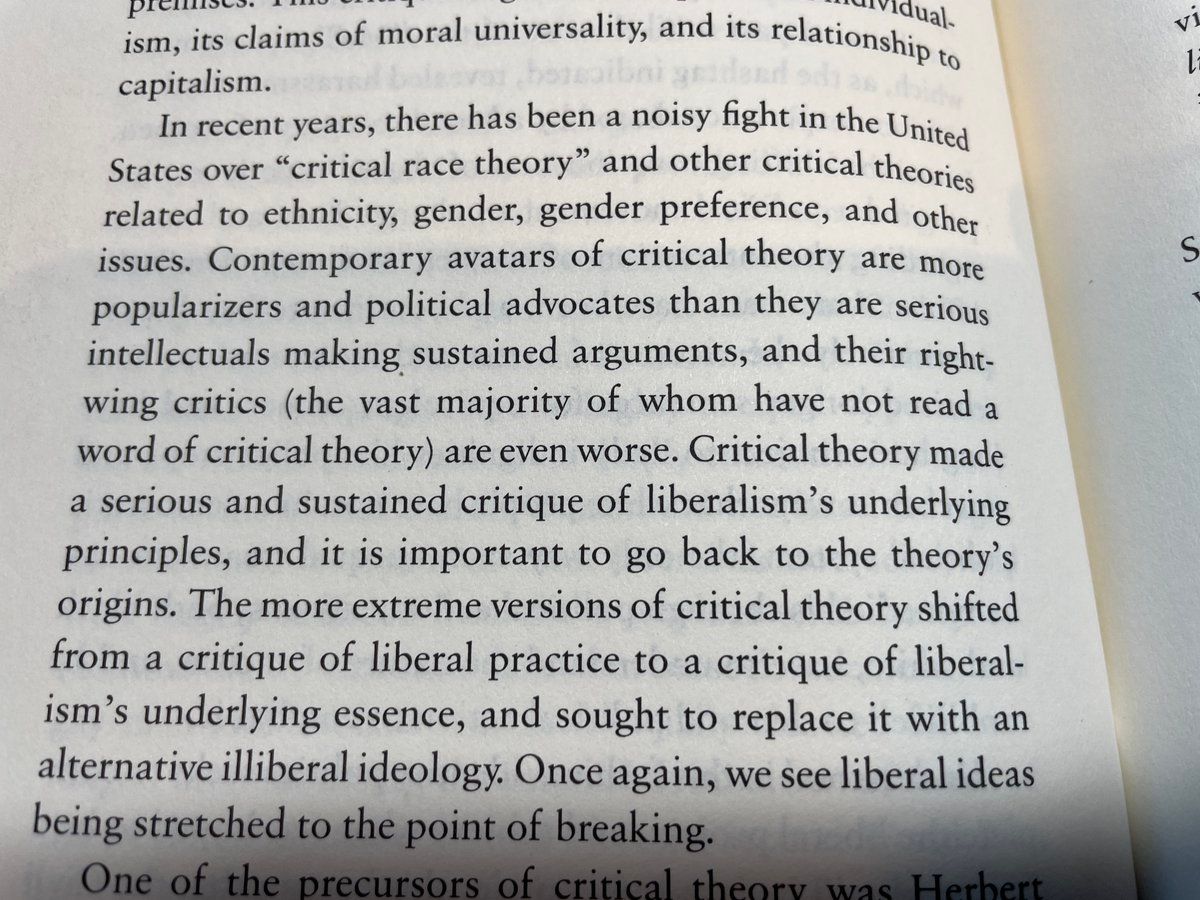 ism, its claims of moral universality, and its relationship to
capitalism.
In recent years, there has been a noisy fight in the United
States over “critical race theory” and other critical theories
related to ethnicity, gender, gender preference, and other
issues. Contemporary avatars of critical theory are more
popularizers and political advocates than they are serious
intellectuals making sustained arguments, and their right-
wing critics (the vast majority of whom have not read a
word of critical theory) are even worse. Critical theory made
a serious and sustained critique of liberalism’s underlying
principles, and it is important to go back to the theory’s
origins. The more extreme versions of critical theory shifted
from a critique of liberal practice to a critique of liberal-
ism’s underlying essence, and sought to replace it with an
alternative illiberal ideology. Once again, we see liberal ideas
being stretched to the point of breaking.
One of the precursors of critical theory was Herbert